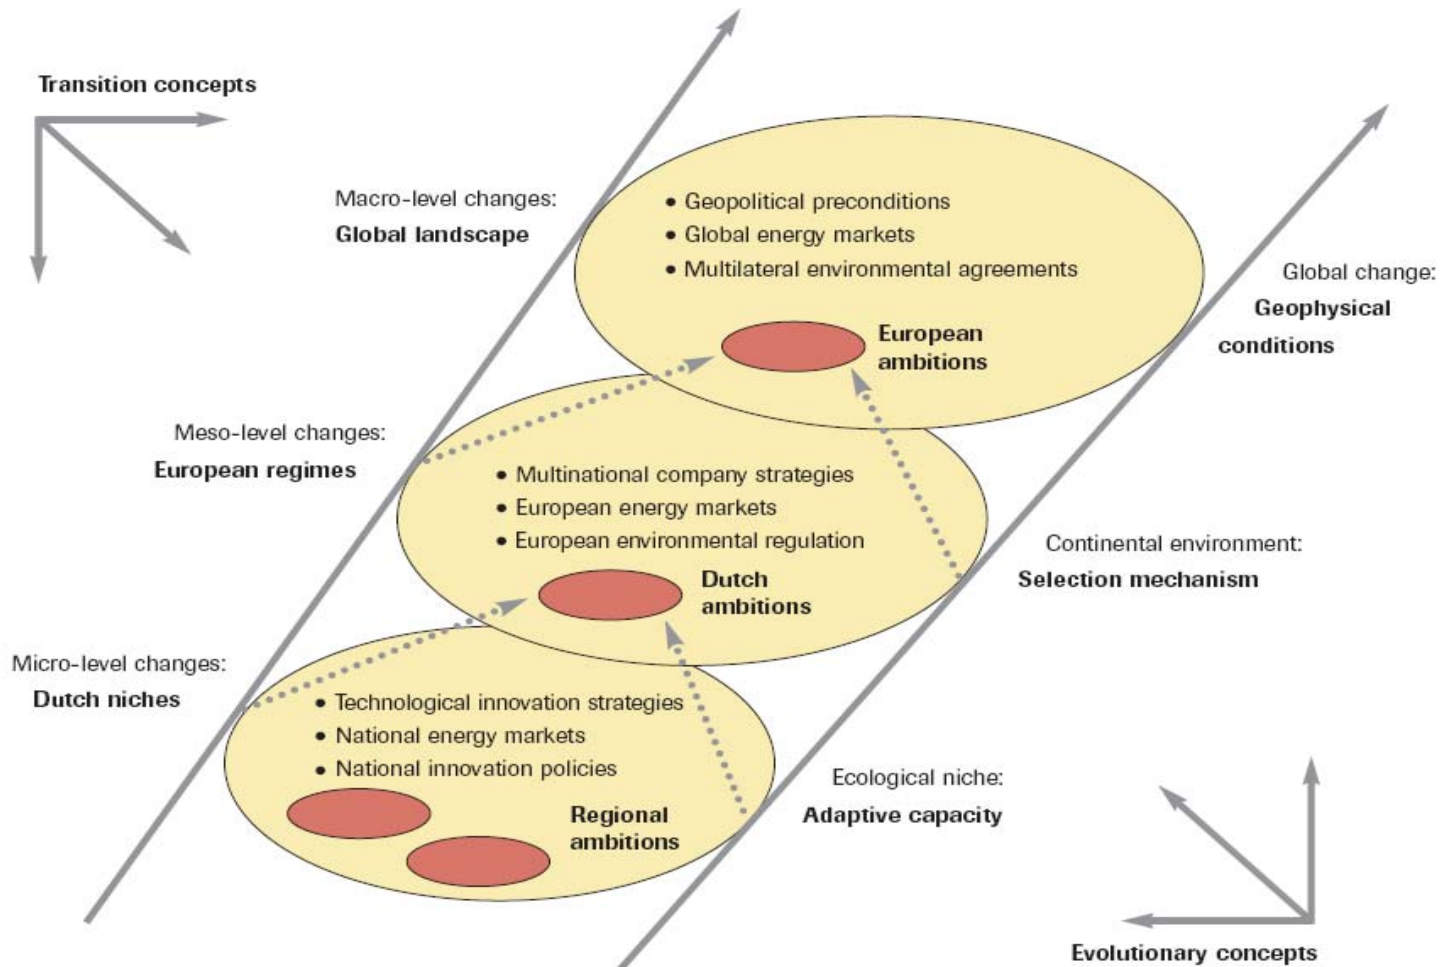 Transition concepts
Macro-level changes:
Global landscape
• Geopolitical preconditions
• Global energy markets
• Multilateral environmental agreements
European
ambitions
Global change:
Geophysical
conditions
Meso-level changes:
European regimes
• Multinational company strategies
• European energy markets
• European environmental regulation
Dutch
ambitions
Continental environment:
Selection mechanism
Micro-level changes:
Dutch niches
• Technological innovation strategies
• National energy markets
• National innovation policies
Regional
ambitions
Ecological niche:
Adaptive capacity
Evolutionary concepts